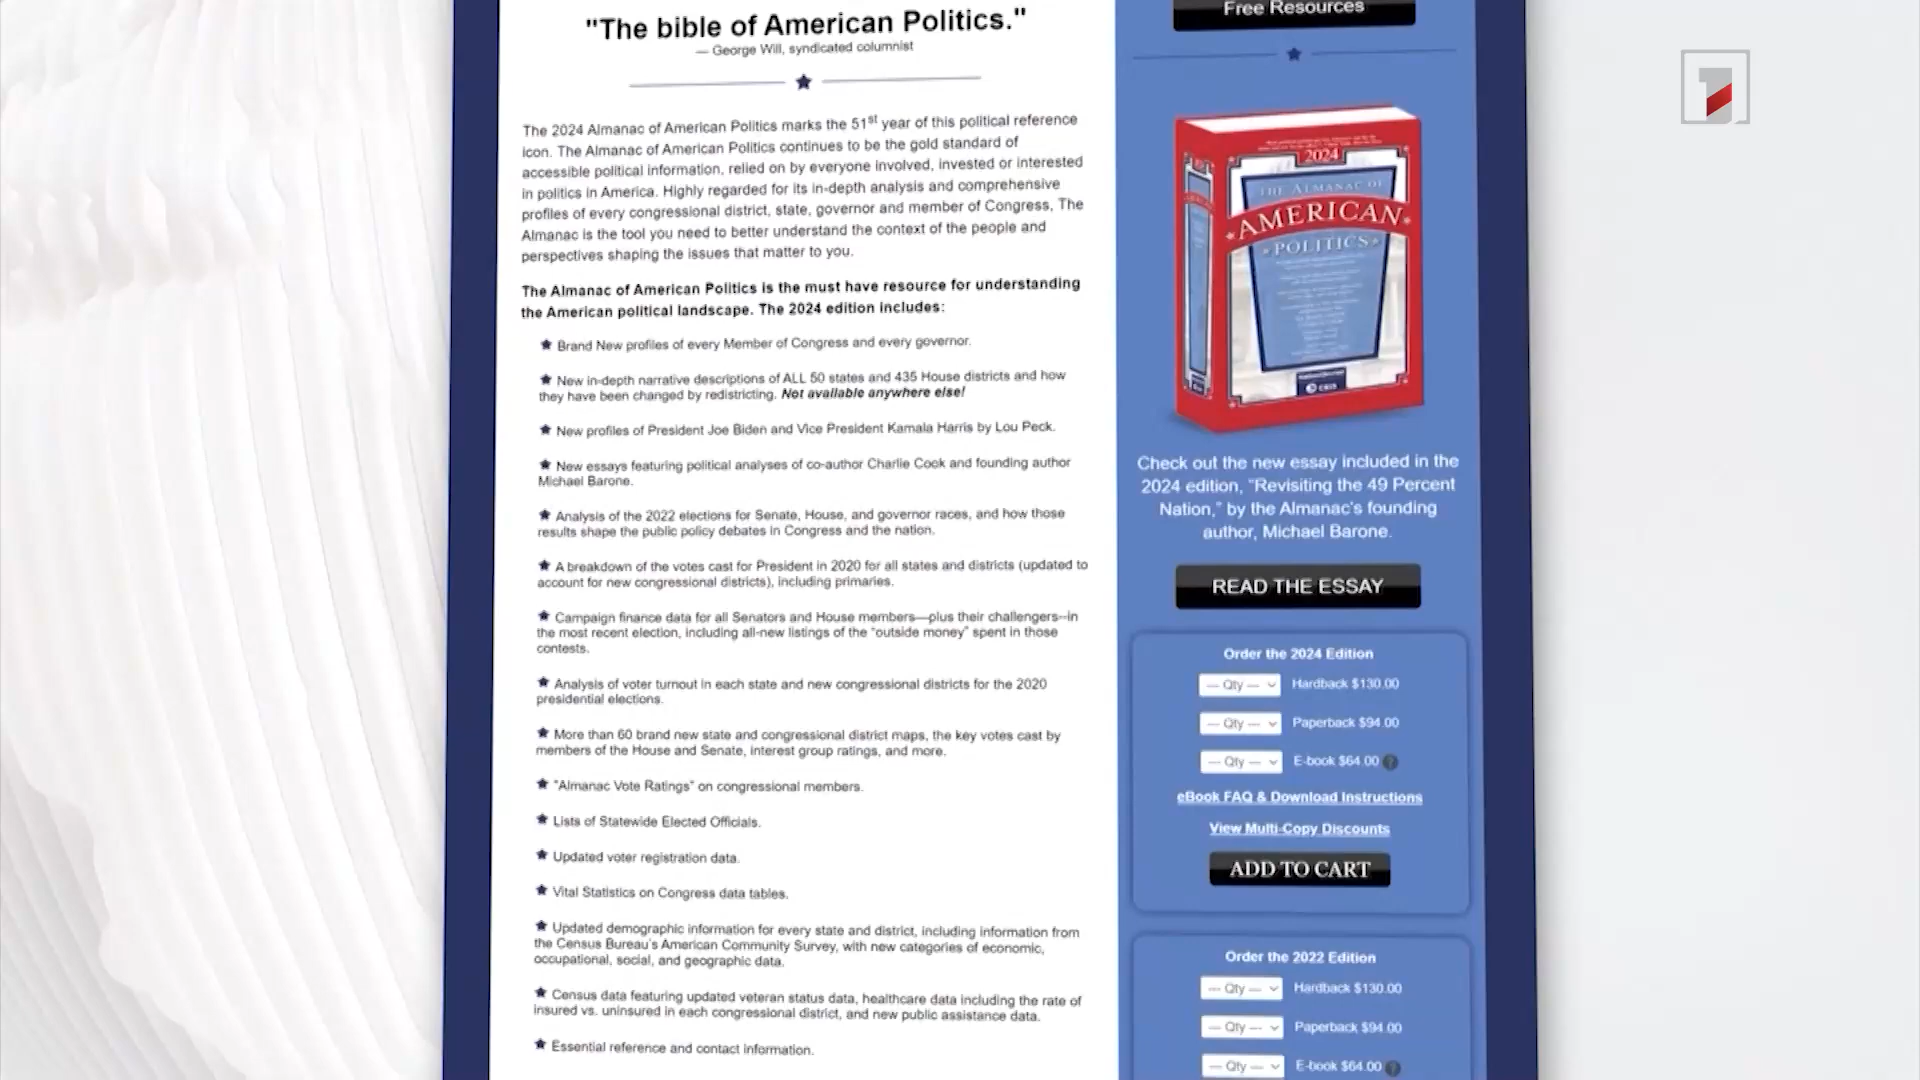 "The bible of American Politics."
— George Will, syndicated columnist
The 2024 Almanac of American Politics marks the 51st year of this political reference
icon. The Almanac of American Politics continues to be the gold standard of
accessible political information, relied on by everyone involved, invested or interested
in politics in America. Highly regarded for its in-depth analysis and comprehensive
profiles of every congressional district, state, governor and member of Congress, The
Almanac is the tool you need to better understand the context of the people and
perspectives shaping the issues that matter to you.
The Almanac of American Politics is the must have resource for understanding
the American political landscape. The 2024 edition includes:
Brand New profiles of every Member of Congress and every governor.
New in-depth narrative descriptions of ALL 50 states and 435 House districts and how
they have been changed by redistricting. Not available anywhere else!
New profiles of President Joe Biden and Vice President Kamala Harris by Lou Peck.
New essays featuring political analyses of co-author Charlie Cook and founding author
Michael Barone.
Analysis of the 2022 elections for Senate, House, and governor races, and how those
results shape the public policy debates in Congress and the nation.
A breakdown of the votes cast for President in 2020 for all states and districts (updated to
account for new congressional districts), including primaries.
Campaign finance data for all Senators and House members—plus their challengers–in
the most recent election, including all-new listings of the "outside money" spent in those
contests.
Analysis of voter turnout in each state and new congressional districts for the 2020
presidential elections.
More than 60 brand new state and congressional district maps, the key votes cast by
members of the House and Senate, interest group ratings, and more.
"Almanac Vote Ratings" on congressional members.
Lists of Statewide Elected Officials.
Updated voter registration data.
Vital Statistics on Congress data tables.
Updated demographic information for every state and district, including information from
the Census Bureau's American Community Survey, with new categories of economic,
occupational, social, and geographic data.
Census data featuring updated veteran status data, healthcare data including the rate of
insured vs. uninsured in each congressional district, and new public assistance data.
Essential reference and contact information.
Free Resources
2024
THE ALMANAC OF
AMERICAN
POLITICS
Check out the new essay included in the
2024 edition, "Revisiting the 49 Percent
Nation," by the Almanac's founding
author, Michael Barone.
READ THE ESSAY
Order the 2024 Edition
— Qty — Hardback $130.00
— Qty — Paperback $94.00
— Qty — E-book $64.00 ?
eBook FAQ & Download Instructions
View Multi-Copy Discounts
ADD TO CART
Order the 2022 Edition
— Qty — Hardback $130.00
— Qty — Paperback $94.00
— Qty — E-book $64.00 ?